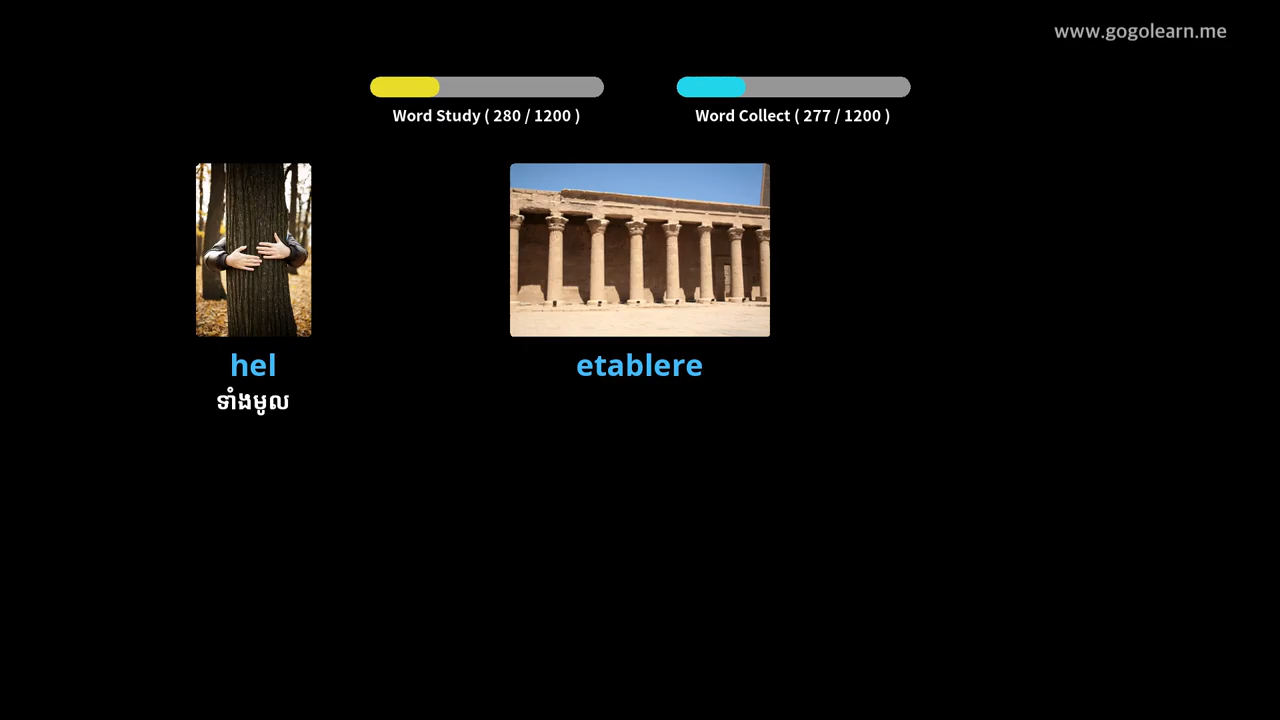 www.gogolearn.me
Word Study ( 280 / 1200 )
Word Collect ( 277 / 1200 )
hel
ទាំងមូល
etablere